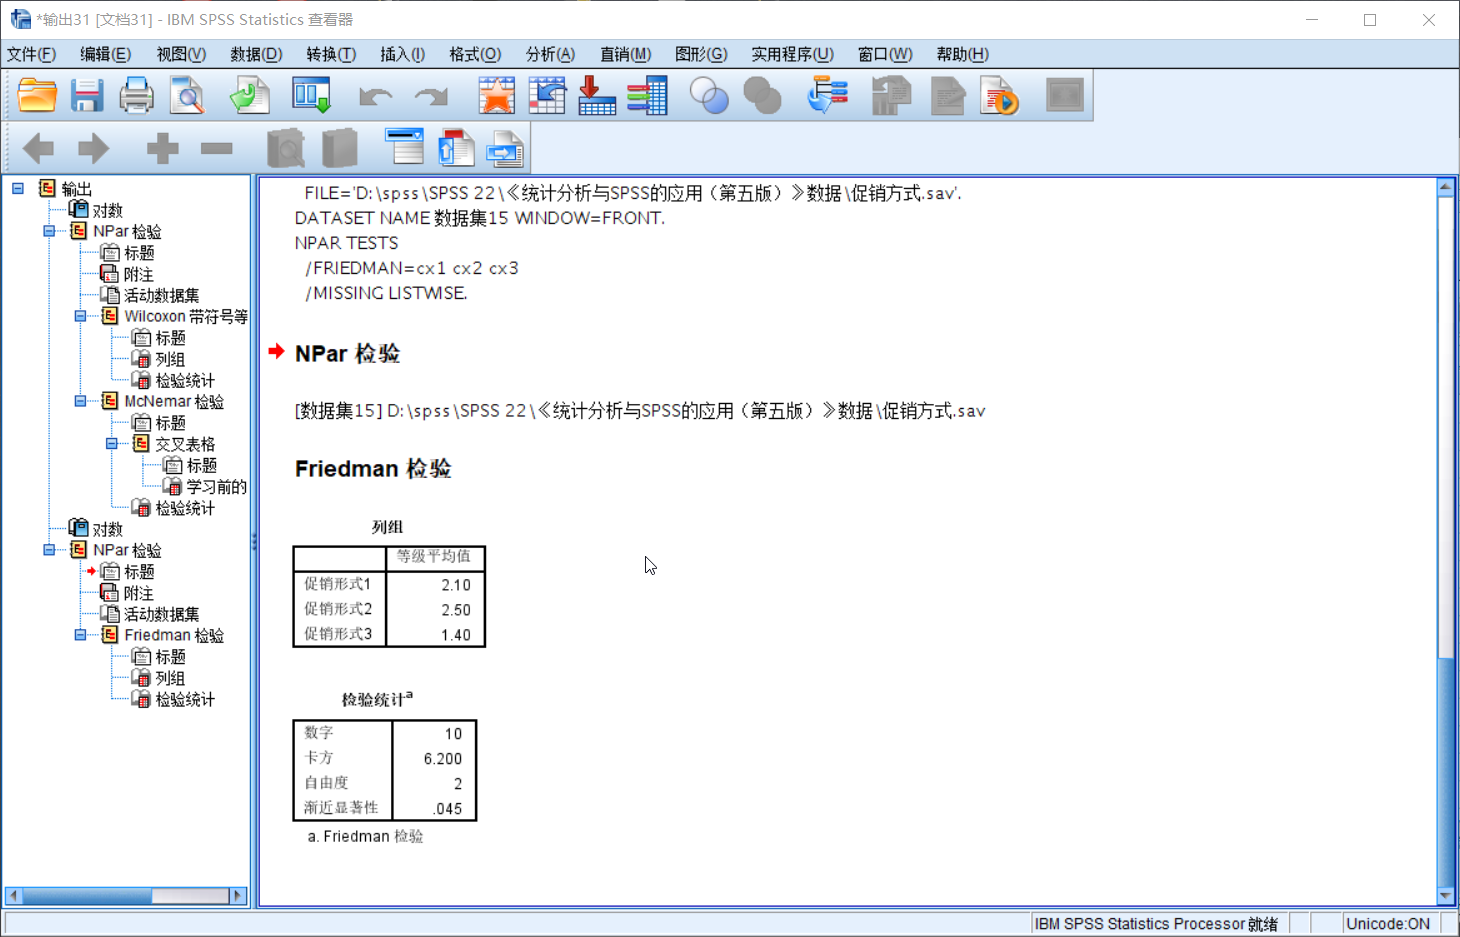 *输出31 [文档31] - IBM SPSS Statistics 查看器
文件(F) 编辑(E) 视图(V) 数据(D) 转换(T) 插入(I) 格式(O) 分析(A) 直销(M) 图形(G) 实用程序(U) 窗口(W) 帮助(H)
输出
对数
NPar 检验
标题
附注
活动数据集
Wilcoxon 带符号等
标题
列组
检验统计
McNemar 检验
标题
交叉表格
标题
学习前的
检验统计
对数
NPar 检验
标题
附注
活动数据集
Friedman 检验
标题
列组
检验统计
FILE='D:\spss\SPSS 22\《统计分析与SPSS的应用（第五版）》数据\促销方式.sav'.
DATASET NAME 数据集15 WINDOW=FRONT.
NPAR TESTS
/FRIEDMAN=cx1 cx2 cx3
/MISSING LISTWISE.
NPar 检验
[数据集15] D:\spss\SPSS 22\《统计分析与SPSS的应用（第五版）》数据\促销方式.sav
Friedman 检验
列组
等级平均值
促销形式1 2.10
促销形式2 2.50
促销形式3 1.40
检验统计a
数字 10
卡方 6.200
自由度 2
渐近显著性 .045
a. Friedman 检验
IBM SPSS Statistics Processor 就绪 Unicode:ON